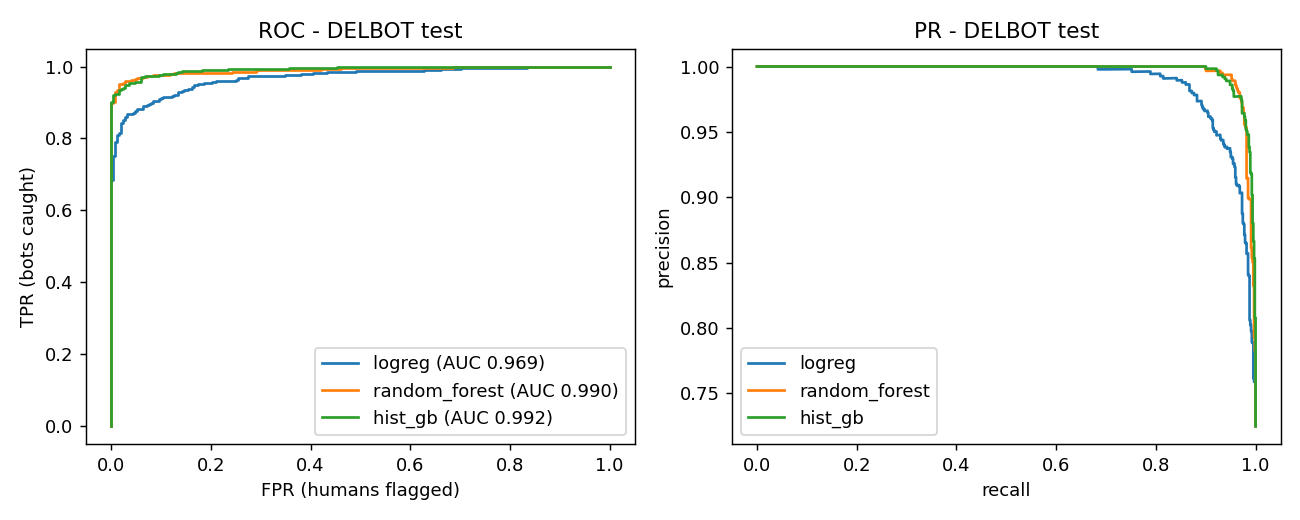 ROC - DELBOT test
TPR (bots caught)
1.0
0.8
0.6
0.4
0.2
0.0
logreg (AUC 0.969)
random_forest (AUC 0.990)
hist_gb (AUC 0.992)
0.0 0.2 0.4 0.6 0.8 1.0
FPR (humans flagged)
PR - DELBOT test
precision
1.00
0.95
0.90
0.85
0.80
0.75
logreg
random_forest
hist_gb
0.0 0.2 0.4 0.6 0.8 1.0
recall